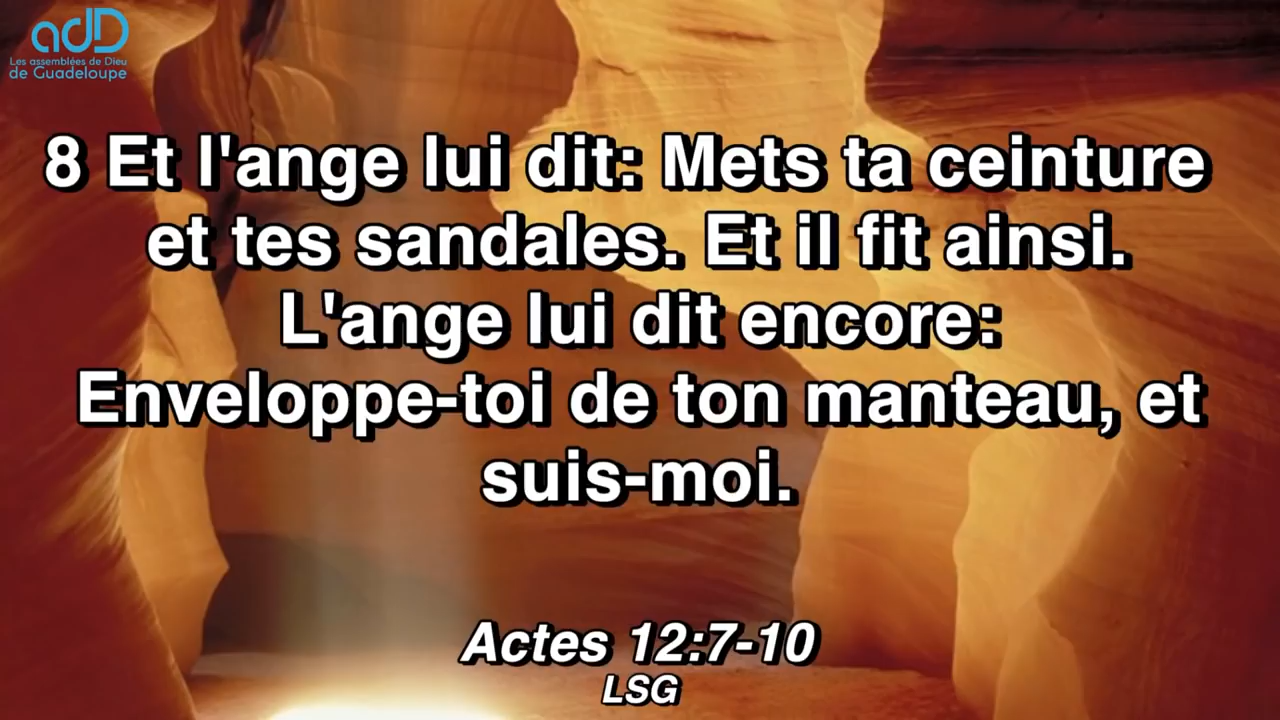 adD
Les assemblées de Dieu
de Guadeloupe
8 Et l'ange lui dit: Mets ta ceinture
et tes sandales. Et il fit ainsi.
L'ange lui dit encore:
Enveloppe-toi de ton manteau, et
suis-moi.
Actes 12:7-10
LSG